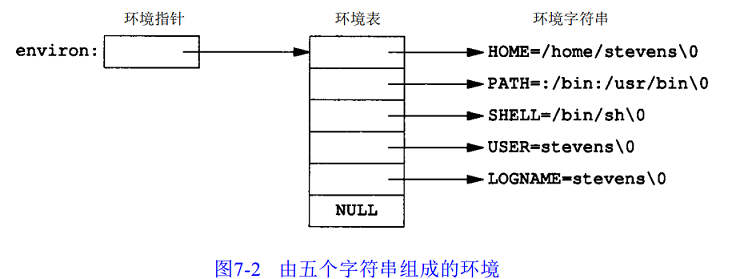 环境指针 环境表 环境字符串
environ: HOME=/home/stevens\0
PATH=:/bin:/usr/bin\0
SHELL=/bin/sh\0
USER=stevens\0
LOGNAME=stevens\0
NULL
图7-2 由五个字符串组成的环境